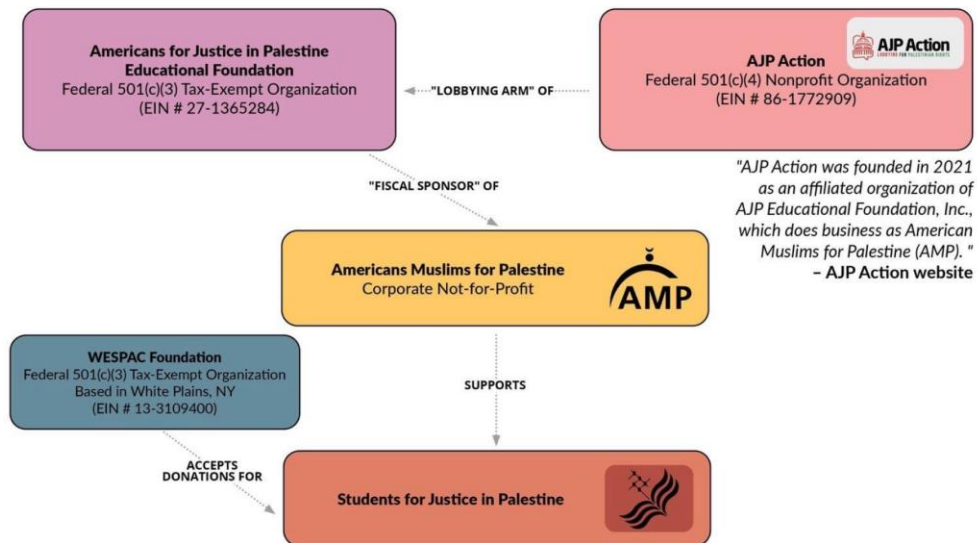 Americans for Justice in Palestine
Educational Foundation
Federal 501(c)(3) Tax-Exempt Organization
(EIN # 27-1365284)
"LOBBYING ARM" OF
AJP Action
LOBBYING FOR PALESTINIAN RIGHTS
AJP Action
Federal 501(c)(4) Nonprofit Organization
(EIN # 86-1772909)
"AJP Action was founded in 2021
as an affiliated organization of
AJP Educational Foundation, Inc.,
which does business as American
Muslims for Palestine (AMP). "
– AJP Action website
"FISCAL SPONSOR" OF
Americans Muslims for Palestine
Corporate Not-for-Profit
AMP
WESPAC Foundation
Federal 501(c)(3) Tax-Exempt Organization
Based in White Plains, NY
(EIN # 13-3109400)
SUPPORTS
ACCEPTS
DONATIONS FOR
Students for Justice in Palestine